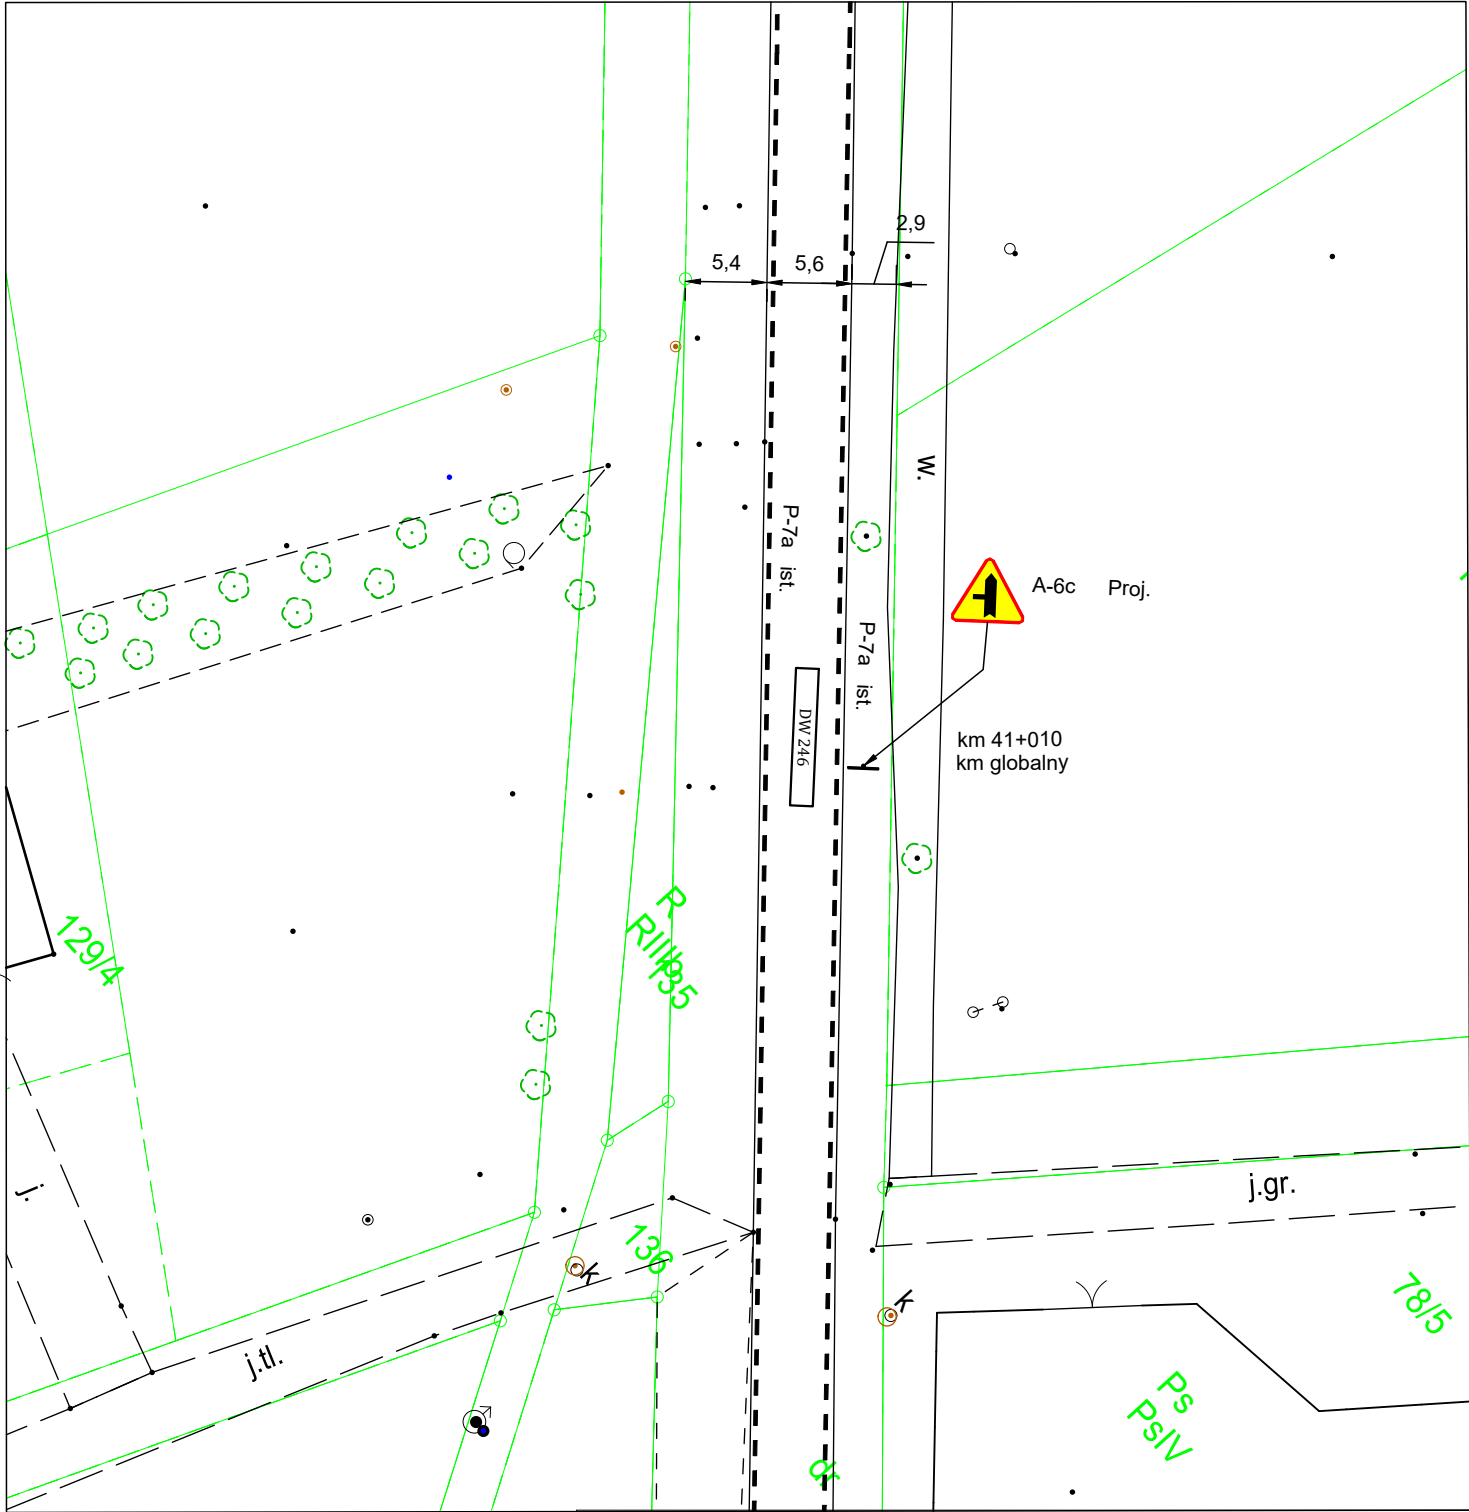 2,9
5,4
5,6
W.
P-7a ist.
A-6c Proj.
P-7a ist.
DW 246
km 41+010
km globalny
R
RIIIb
135
129/4
j.
j.gr.
136
k
k
78/5
j.tl.
Ps
PsIV
dr